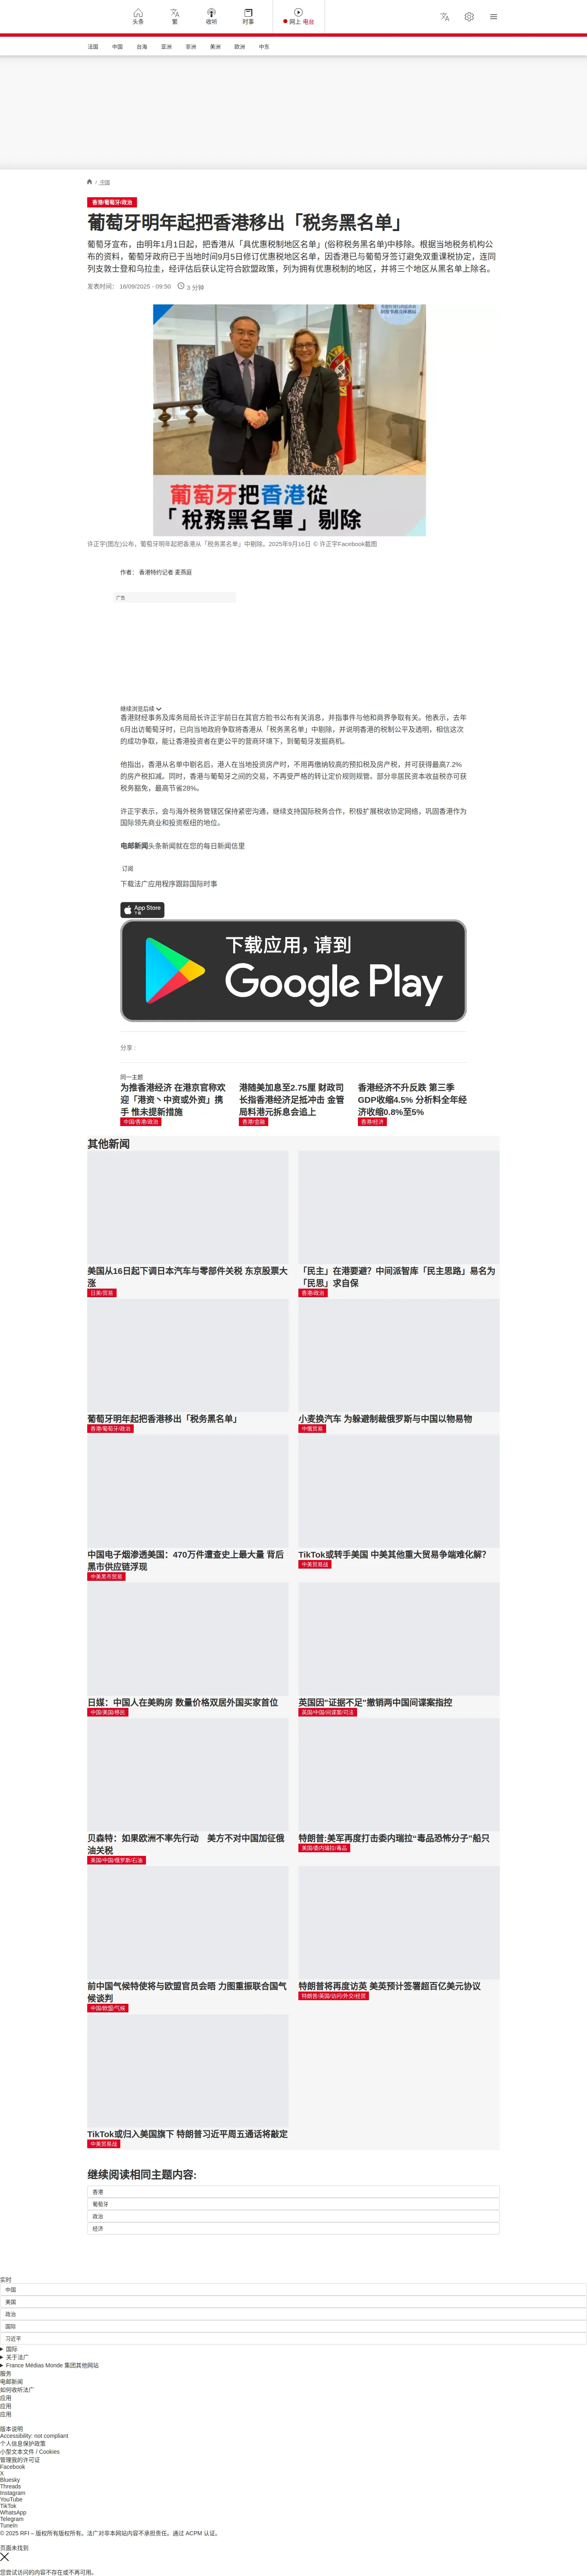 头条
繁
收听
时事
网上 电台
法国
中国
台海
亚洲
非洲
美洲
欧洲
中东
/ 中国
香港/葡萄牙/政治
葡萄牙明年起把香港移出「税务黑名单」
葡萄牙宣布，由明年1月1日起，把香港从「具优惠税制地区名单」(俗称税务黑名单)中移除。根据当地税务机构公
布的资料，葡萄牙政府已于当地时间9月5日修订优惠税制地区名单，因香港已与葡萄牙签订避免双重课税协定，连同
列支敦士登和乌拉圭，经评估后获认定符合欧盟政策，列为拥有优惠税制的地区，并将三个地区从黑名单上除名。
发表时间： 16/09/2025 - 09:50
3 分钟
葡萄牙把香港從
「稅務黑名單」剔除
许正宇(图左)公布，葡萄牙明年起把香港从「税务黑名单」中剔除。2025年9月16日 © 许正宇Facebook截图
作者： 香港特约记者 麦燕庭
广告
继续浏览后续
香港财经事务及库务局局长许正宇前日在其官方脸书公布有关消息，并指事件与他和商界争取有关。他表示，去年
6月出访葡萄牙时，已向当地政府争取将香港从「税务黑名单」中剔除，并说明香港的税制公平及透明，相信这次
的成功争取，能让香港投资者在更公平的营商环境下，到葡萄牙发掘商机。
他指出，香港从名单中剔名后，港人在当地投资房产时，不用再缴纳较高的预扣税及房产税，并可获得最高7.2%
的房产税扣减。同时，香港与葡萄牙之间的交易，不再受严格的转让定价规则规管。部分非居民资本收益税亦可获
税务豁免，最高节省28%。
许正宇表示，会与海外税务管辖区保持紧密沟通，继续支持国际税务合作，积极扩展税收协定网络，巩固香港作为
国际领先商业和投资枢纽的地位。
电邮新闻头条新闻就在您的每日新闻信里
订阅
下载法广应用程序跟踪国际时事
App Store
下载
下载应用，请到
Google Play
分享 :
同一主题
为推香港经济 在港京官称欢
迎「港资丶中资或外资」携
手 惟未提新措施
中国/香港/政治
港随美加息至2.75厘 财政司
长指香港经济足抵冲击 金管
局料港元拆息会追上
香港/金融
香港经济不升反跌 第三季
GDP收缩4.5% 分析料全年经
济收缩0.8%至5%
香港/经济
其他新闻
美国从16日起下调日本汽车与零部件关税 东京股票大
涨
日美/贸易
「民主」在港要避？中间派智库「民主思路」易名为
「民思」求自保
香港/政治
葡萄牙明年起把香港移出「税务黑名单」
香港/葡萄牙/政治
小麦换汽车 为躲避制裁俄罗斯与中国以物易物
中俄贸易
中国电子烟渗透美国：470万件遭查史上最大量 背后
黑市供应链浮现
中美黑市贸易
TikTok或转手美国 中美其他重大贸易争端难化解？
中美贸易战
日媒：中国人在美购房 数量价格双居外国买家首位
中国/美国/移民
英国因"证据不足"撤销两中国间谍案指控
英国/中国/间谍案/司法
贝森特：如果欧洲不率先行动　美方不对中国加征俄
油关税
美国/中国/俄罗斯/石油
特朗普:美军再度打击委内瑞拉“毒品恐怖分子”船只
美国/委内瑞拉/毒品
前中国气候特使将与欧盟官员会晤 力图重振联合国气
候谈判
中国/欧盟/气候
特朗普将再度访英 美英预计签署超百亿美元协议
特朗普/英国/访问/外交/经贸
TikTok或归入美国旗下 特朗普习近平周五通话将敲定
中美贸易战
继续阅读相同主题内容:
香港
葡萄牙
政治
经济
实时
中国
美国
政治
国际
习近平
国际
关于法广
France Médias Monde 集团其他网站
服务
电邮新闻
如何收听法广
应用
应用
应用
版本说明
Accessibility: not compliant
个人信息保护政策
小型文本文件 / Cookies
管理我的许可证
Facebook
X
Bluesky
Threads
Instagram
YouTube
TikTok
WhatsApp
Telegram
TuneIn
© 2025 RFI – 版权所有版权所有。法广对非本网站内容不承担责任。通过 ACPM 认证。
页面未找到
您尝试访问的内容不存在或不再可用。